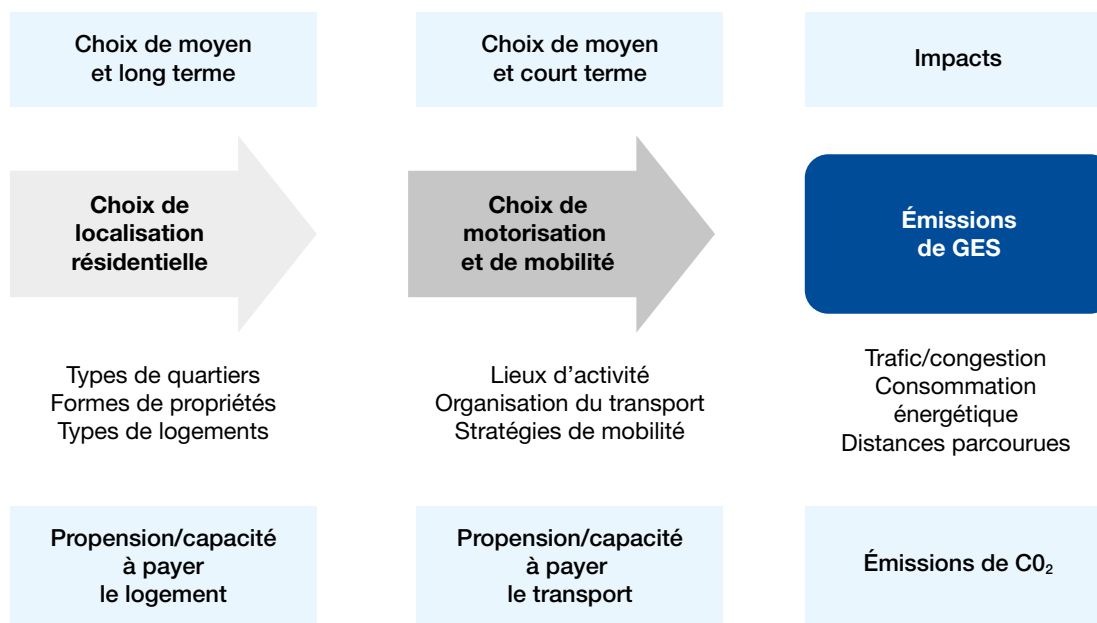 Choix de moyen
et long terme
Choix de moyen
et court terme
Impacts
Choix de
localisation
résidentielle
Choix de
motorisation
et de mobilité
Émissions
de GES
Types de quartiers
Formes de propriétés
Types de logements
Lieux d’activité
Organisation du transport
Stratégies de mobilité
Trafic/congestion
Consommation
énergétique
Distances parcourues
Propension/capacité
à payer
le logement
Propension/capacité
à payer
le transport
Émissions de C0₂